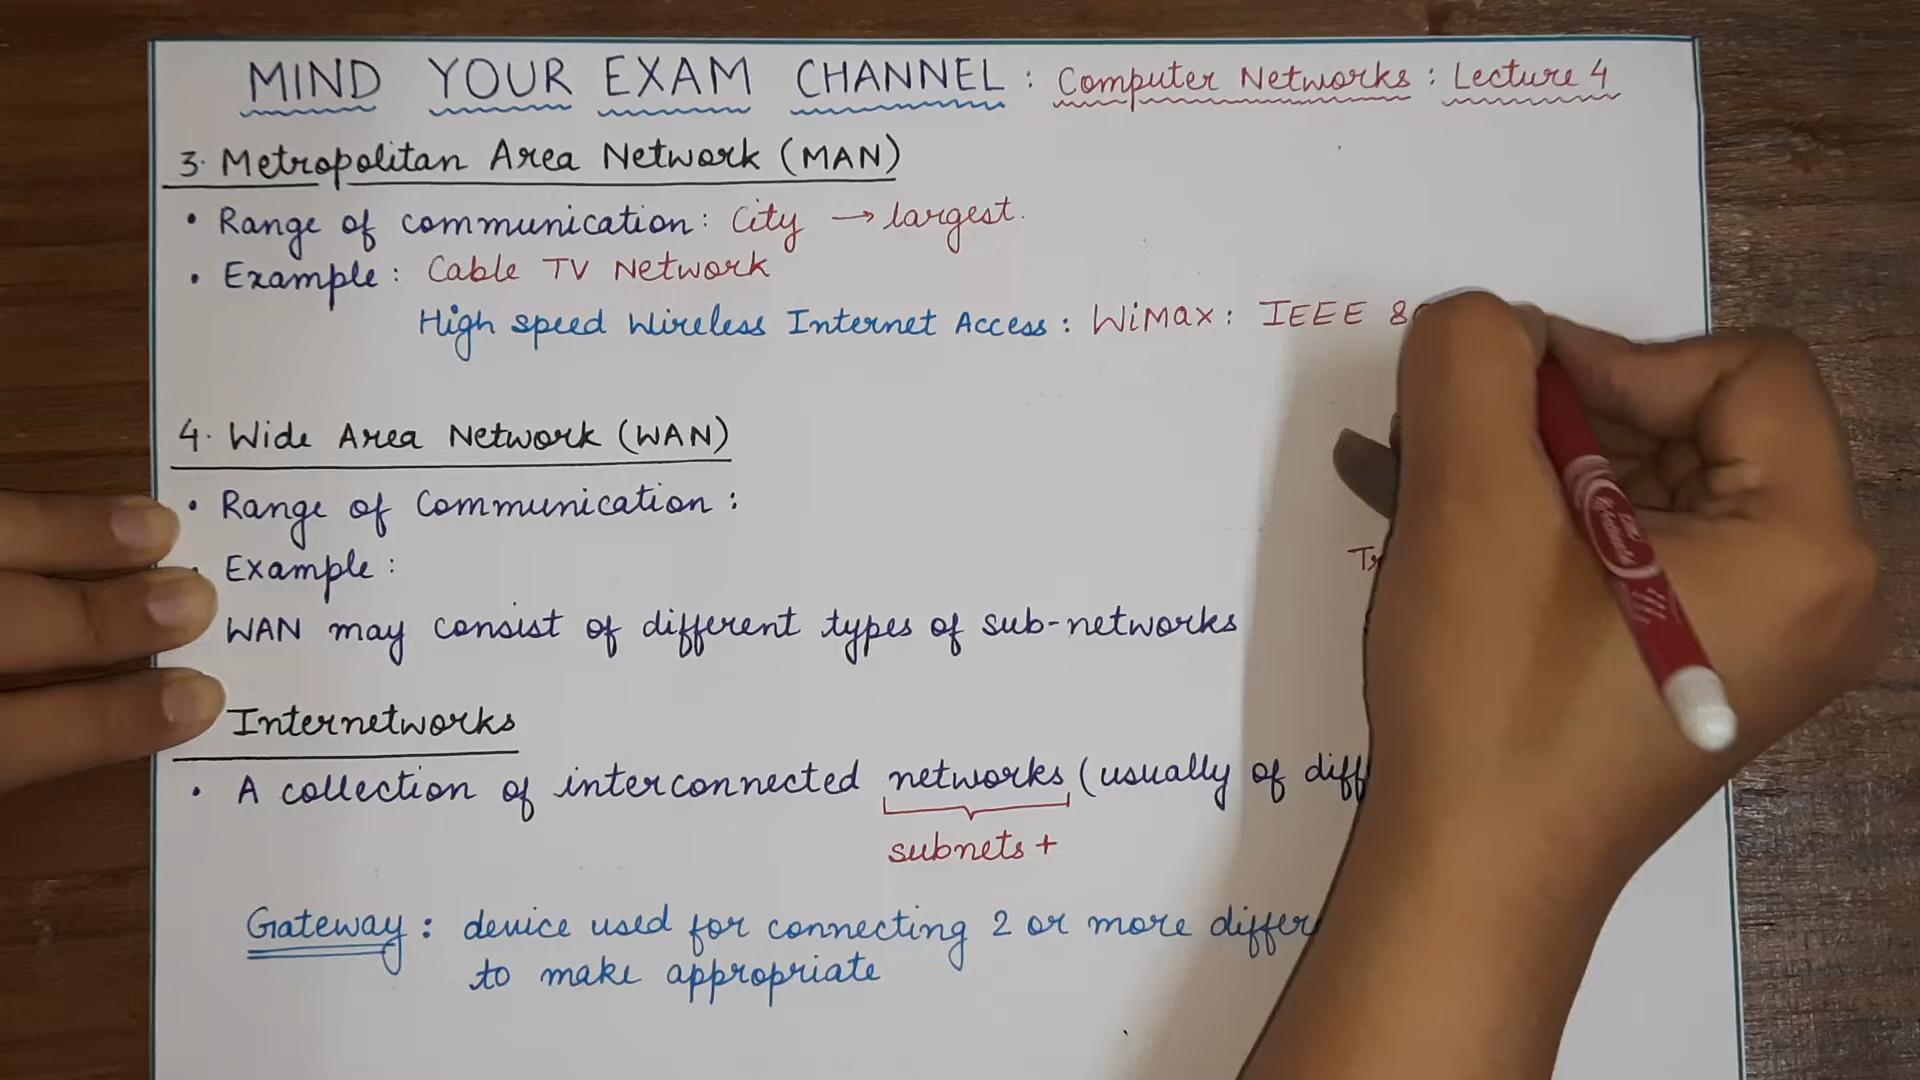 MIND YOUR EXAM CHANNEL : Computer Networks : Lecture 4
3. Metropolitan Area Network (MAN)
• Range of communication: City → largest.
• Example: Cable TV Network
High speed Wireless Internet Access: WiMax: IEEE 80
4. Wide Area Network (WAN)
• Range of Communication:
• Example:
WAN may consist of different types of sub-networks
Internetworks
• A collection of interconnected networks (usually of diff
subnets +
Gateway: device used for connecting 2 or more differ
to make appropriate